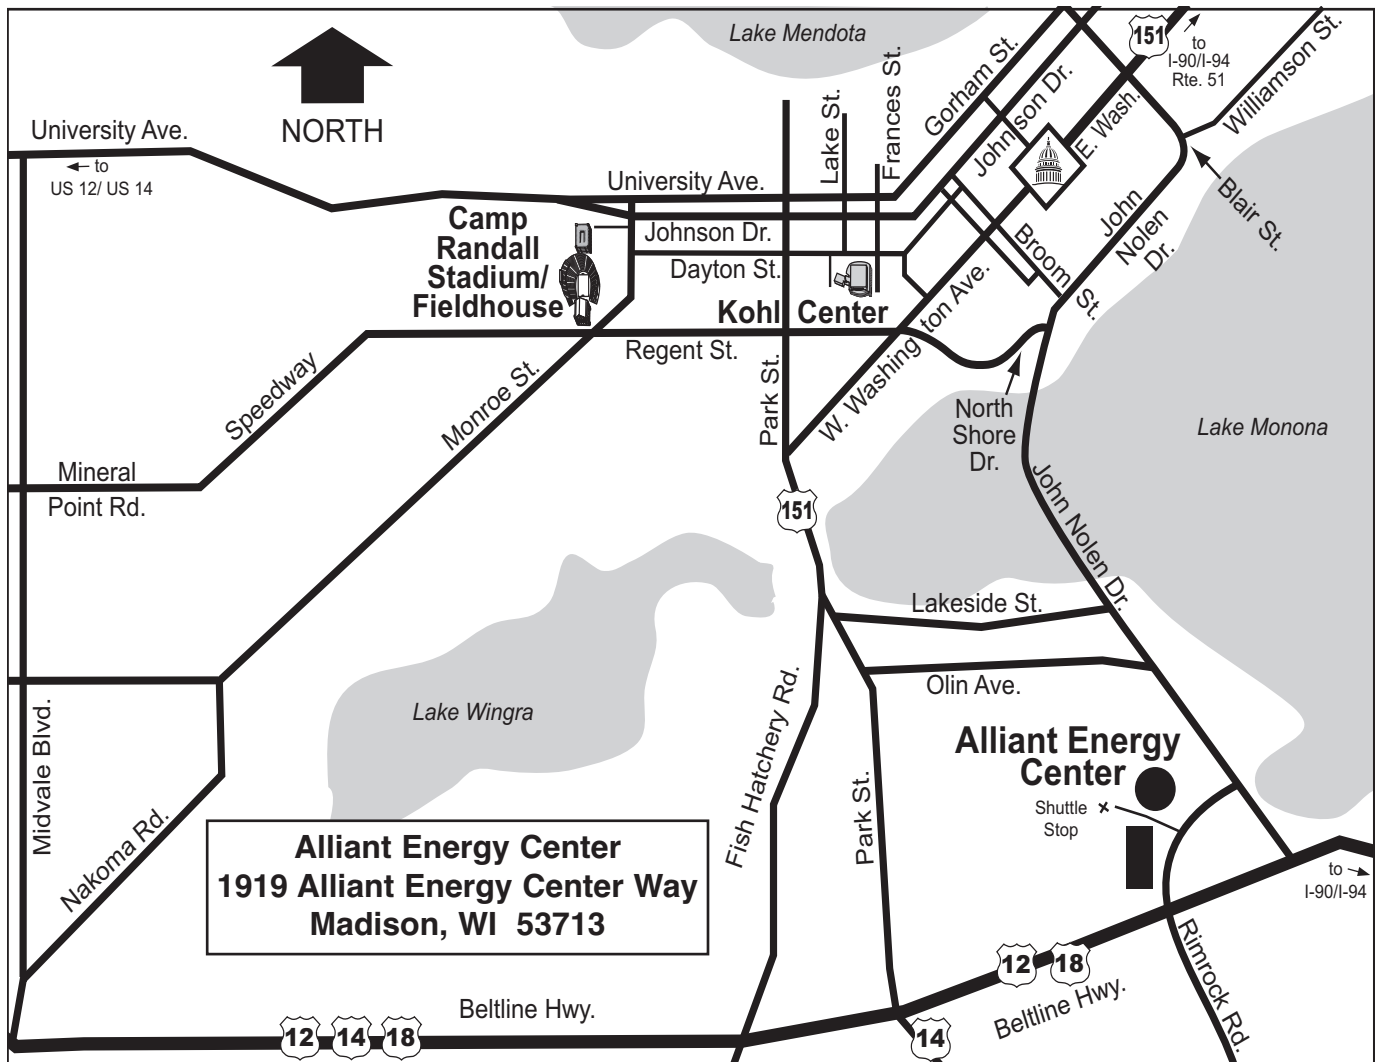 Lake Mendota
151
to
I-90/I-94
Rte. 51
Williamson St.
NORTH
University Ave.
to
US 12/ US 14
Gorham St.
Johnson Dr.
E. Wash.
Lake St.
Frances St.
University Ave.
Camp
Randall
Stadium/
Fieldhouse
Johnson Dr.
Dayton St.
Kohl Center
Broom St.
John
Nolen
Dr.
Blair St.
Regent St.
Park St.
W. Washington Ave.
North
Shore
Dr.
Lake Monona
Speedway
Monroe St.
Mineral
Point Rd.
151
John Nolen Dr.
Lakeside St.
Olin Ave.
Lake Wingra
Fish Hatchery Rd.
Park St.
Midvale Blvd.
Nakoma Rd.
Alliant Energy
Center
Shuttle
Stop
Alliant Energy Center
1919 Alliant Energy Center Way
Madison, WI 53713
to
I-90/I-94
12
18
Beltline Hwy.
Rimrock Rd.
Beltline Hwy.
12
14
18
14